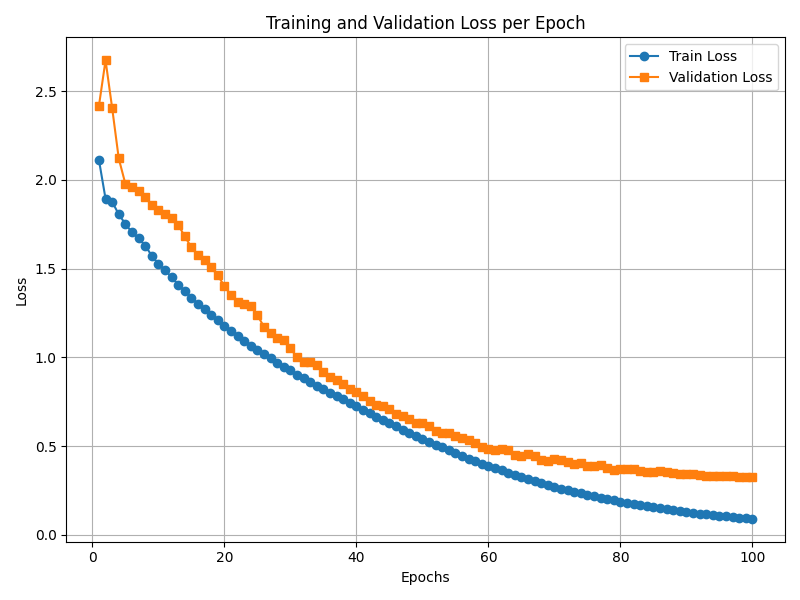 Training and Validation Loss per Epoch
Train Loss
Validation Loss
Loss
2.5
2.0
1.5
1.0
0.5
0.0
0 20 40 60 80 100
Epochs